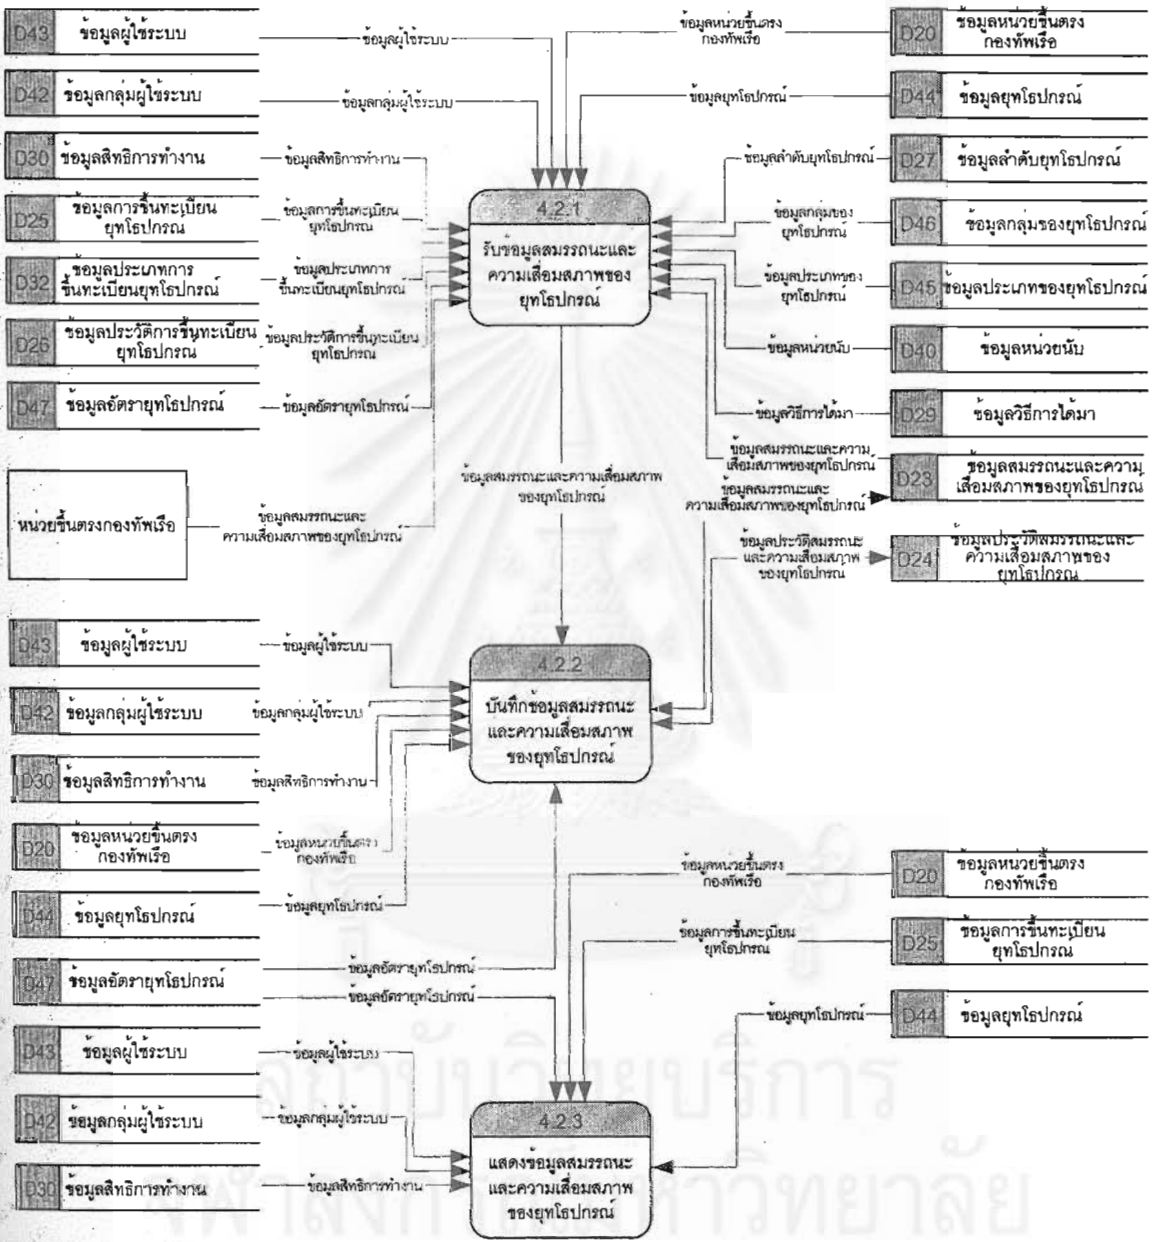 D43
ข้อมูลผู้ใช้ระบบ
ข้อมูลผู้ใช้ระบบ
ข้อมูลหน่วยขึ้นตรง
กองทัพเรือ
D20
ข้อมูลหน่วยขึ้นตรง
กองทัพเรือ
D42
ข้อมูลกลุ่มผู้ใช้ระบบ
ข้อมูลกลุ่มผู้ใช้ระบบ
ข้อมูลยุทโธปกรณ์
D44
ข้อมูลยุทโธปกรณ์
D30
ข้อมูลสิทธิการทำงาน
ข้อมูลสิทธิการทำงาน
ข้อมูลลำดับยุทโธปกรณ์
D27
ข้อมูลลำดับยุทโธปกรณ์
D25
ข้อมูลการขึ้นทะเบียน
ยุทโธปกรณ์
ข้อมูลการขึ้นทะเบียน
ยุทโธปกรณ์
4.2.1
รับข้อมูลสมรรถนะและ
ความเสื่อมสภาพของ
ยุทโธปกรณ์
ข้อมูลกลุ่มของ
ยุทโธปกรณ์
D46
ข้อมูลกลุ่มของยุทโธปกรณ์
D32
ข้อมูลประเภทการ
ขึ้นทะเบียนยุทโธปกรณ์
ข้อมูลประเภทการ
ขึ้นทะเบียนยุทโธปกรณ์
ข้อมูลประเภทของ
ยุทโธปกรณ์
D45
ข้อมูลประเภทของยุทโธปกรณ์
D26
ข้อมูลประวัติการขึ้นทะเบียน
ยุทโธปกรณ์
ข้อมูลประวัติการขึ้นทะเบียน
ยุทโธปกรณ์
ข้อมูลหน่วยนับ
D40
ข้อมูลหน่วยนับ
D47
ข้อมูลอัตรายุทโธปกรณ์
ข้อมูลอัตรายุทโธปกรณ์
ข้อมูลวิธีการได้มา
D29
ข้อมูลวิธีการได้มา
ข้อมูลสมรรถนะและความ
เสื่อมสภาพของยุทโธปกรณ์
D23
ข้อมูลสมรรถนะและความ
เสื่อมสภาพของยุทโธปกรณ์
ข้อมูลสมรรถนะและความเสื่อมสภาพ
ของยุทโธปกรณ์
ข้อมูลสมรรถนะและ
ความเสื่อมสภาพของยุทโธปกรณ์
หน่วยขึ้นตรงกองทัพเรือ
ข้อมูลสมรรถนะและ
ความเสื่อมสภาพของยุทโธปกรณ์
ข้อมูลประวัติสมรรถนะ
และความเสื่อมสภาพ
ของยุทโธปกรณ์
D24
ข้อมูลประวัติสมรรถนะและ
ความเสื่อมสภาพของ
ยุทโธปกรณ์
D43
ข้อมูลผู้ใช้ระบบ
ข้อมูลผู้ใช้ระบบ
4.2.2
บันทึกข้อมูลสมรรถนะ
และความเสื่อมสภาพ
ของยุทโธปกรณ์
D42
ข้อมูลกลุ่มผู้ใช้ระบบ
ข้อมูลกลุ่มผู้ใช้ระบบ
D30
ข้อมูลสิทธิการทำงาน
ข้อมูลสิทธิการทำงาน
D20
ข้อมูลหน่วยขึ้นตรง
กองทัพเรือ
ข้อมูลหน่วยขึ้นตรง
กองทัพเรือ
ข้อมูลหน่วยขึ้นตรง
กองทัพเรือ
D20
ข้อมูลหน่วยขึ้นตรง
กองทัพเรือ
D44
ข้อมูลยุทโธปกรณ์
ข้อมูลยุทโธปกรณ์
ข้อมูลการขึ้นทะเบียน
ยุทโธปกรณ์
D25
ข้อมูลการขึ้นทะเบียน
ยุทโธปกรณ์
D47
ข้อมูลอัตรายุทโธปกรณ์
ข้อมูลอัตรายุทโธปกรณ์
ข้อมูลอัตรายุทโธปกรณ์
ข้อมูลยุทโธปกรณ์
D44
ข้อมูลยุทโธปกรณ์
D43
ข้อมูลผู้ใช้ระบบ
ข้อมูลผู้ใช้ระบบ
D42
ข้อมูลกลุ่มผู้ใช้ระบบ
ข้อมูลกลุ่มผู้ใช้ระบบ
4.2.3
แสดงข้อมูลสมรรถนะ
และความเสื่อมสภาพ
ของยุทโธปกรณ์
D30
ข้อมูลสิทธิการทำงาน
ข้อมูลสิทธิการทำงาน
สถาบันวิทยบริการ
จุฬาลงกรณ์มหาวิทยาลัย